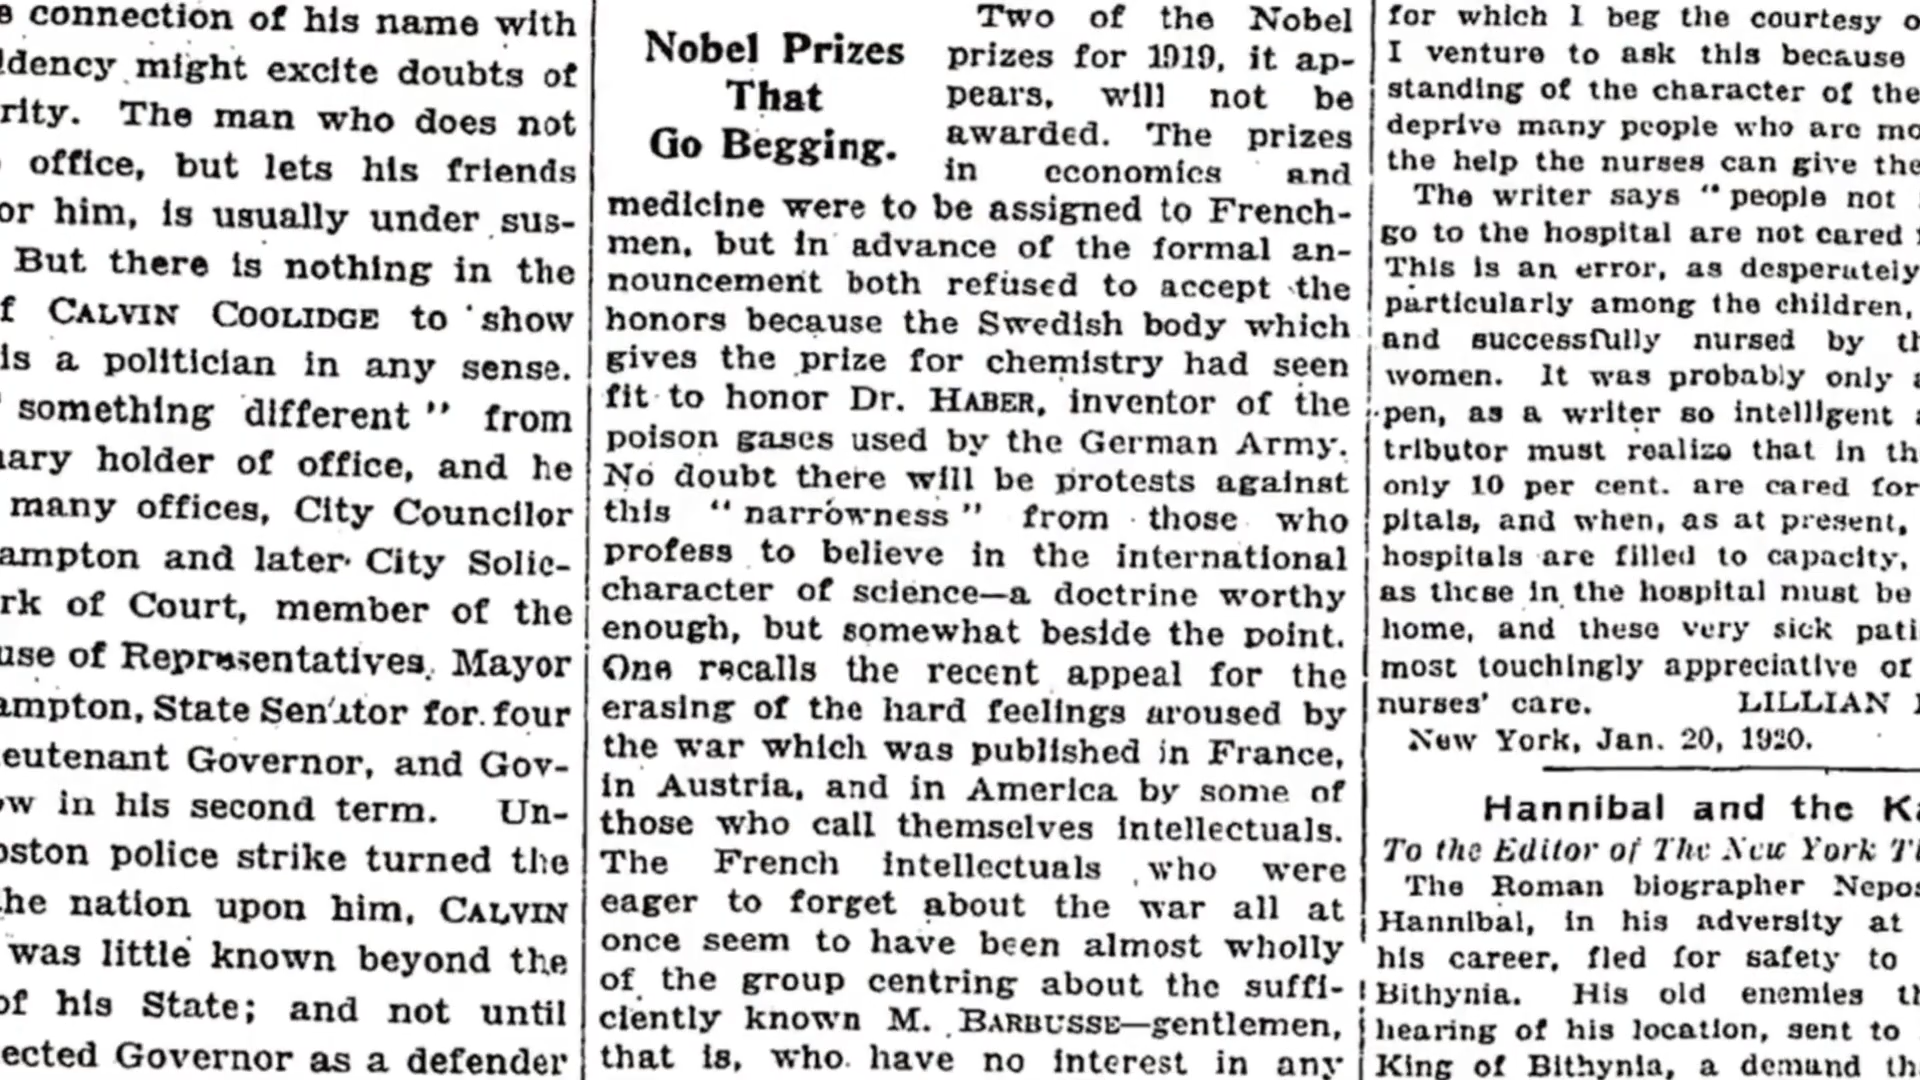 e connection of his name with
dency might excite doubts of
rity. The man who does not
office, but lets his friends
or him, is usually under sus-
But there is nothing in the
f CALVIN COOLIDGE to show
is a politician in any sense.
something different" from
ary holder of office, and he
many offices, City Councilor
ampton and later City Solic-
rk of Court, member of the
use of Representatives, Mayor
ampton, State Senator for four
eutenant Governor, and Gov-
ow in his second term. Un-
oston police strike turned the
he nation upon him, CALVIN
was little known beyond the
of his State; and not until
ected Governor as a defender
Nobel Prizes
That
Go Begging.
Two of the Nobel
prizes for 1919, it ap-
pears, will not be
awarded. The prizes
in economics and
medicine were to be assigned to French-
men, but in advance of the formal an-
nouncement both refused to accept the
honors because the Swedish body which
gives the prize for chemistry had seen
fit to honor Dr. HABER, inventor of the
poison gases used by the German Army.
No doubt there will be protests against
this "narrowness" from those who
profess to believe in the international
character of science—a doctrine worthy
enough, but somewhat beside the point.
One recalls the recent appeal for the
erasing of the hard feelings aroused by
the war which was published in France,
in Austria, and in America by some of
those who call themselves intellectuals.
The French intellectuals who were
eager to forget about the war all at
once seem to have been almost wholly
of the group centring about the suffi-
ciently known M. BARBUSSE—gentlemen,
that is, who have no interest in any
for which I beg the courtesy o
I venture to ask this because
standing of the character of the
deprive many people who are mo
the help the nurses can give the
The writer says "people not
go to the hospital are not cared
This is an error, as desperately
particularly among the children,
and successfully nursed by th
women. It was probably only a
pen, as a writer so intelligent a
tributor must realize that in th
only 10 per cent. are cared for
pitals, and when, as at present,
hospitals are filled to capacity,
as these in the hospital must be
home, and these very sick pati
most touchingly appreciative of
nurses' care. LILLIAN
New York, Jan. 20, 1920.
Hannibal and the Ka
To the Editor of The New York Ti
The Roman biographer Nepos
Hannibal, in his adversity at
his career, fled for safety to
Bithynia. His old enemies th
hearing of his location, sent to
King of Bithynia, a demand tha